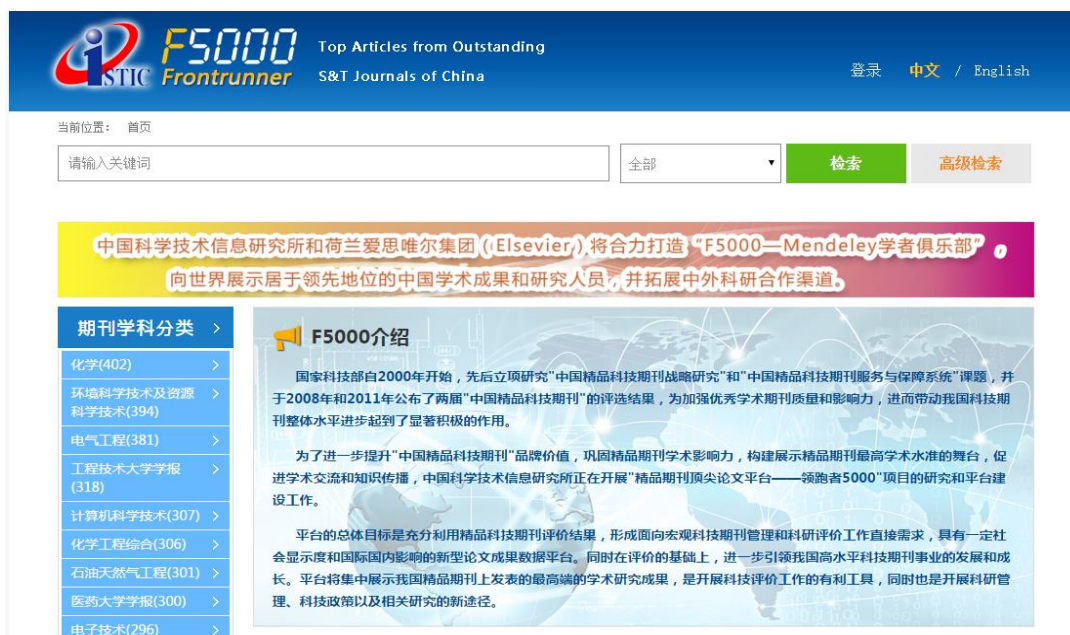 ISTIC
F5000
Frontrunner
Top Articles from Outstanding
S&T Journals of China
登录 中文 / English
当前位置: 首页
请输入关键词 全部 检索 高级检索
中国科学技术信息研究所和荷兰爱思唯尔集团(Elsevier)将合力打造“F5000—Mendeley学者俱乐部”,
向世界展示居于领先地位的中国学术成果和研究人员,并拓展中外科研合作渠道。
期刊学科分类 >
化学(402) >
环境科学技术及资源 >
科学技术(394)
电气工程(381) >
工程技术大学学报 >
(318)
计算机科学技术(307) >
化学工程综合(306) >
石油天然气工程(301) >
医药大学学报(300) >
电子技术(296) >
F5000介绍
国家科技部自2000年开始,先后立项研究"中国精品科技期刊战略研究"和"中国精品科技期刊服务与保障系统"课题,并
于2008年和2011年公布了两届"中国精品科技期刊"的评选结果,为加强优秀学术期刊质量和影响力,进而带动我国科技期
刊整体水平进步起到了显著积极的作用。
为了进一步提升"中国精品科技期刊"品牌价值,巩固精品期刊学术影响力,构建展示精品期刊最高学术水准的舞台,促
进学术交流和知识传播,中国科学技术信息研究所正在开展"精品期刊顶尖论文平台——领跑者5000"项目的研究和平台建
设工作。
平台的总体目标是充分利用精品科技期刊评价结果,形成面向宏观科技期刊管理和科研评价工作直接需求,具有一定社
会显示度和国际国内影响的新型论文成果数据平台。同时在评价的基础上,进一步引领我国高水平科技期刊事业的发展和成
长。平台将集中展示我国精品期刊上发表的最高端的学术研究成果,是开展科技评价工作的有利工具,同时也是开展科研管
理、科技政策以及相关研究的新途径。